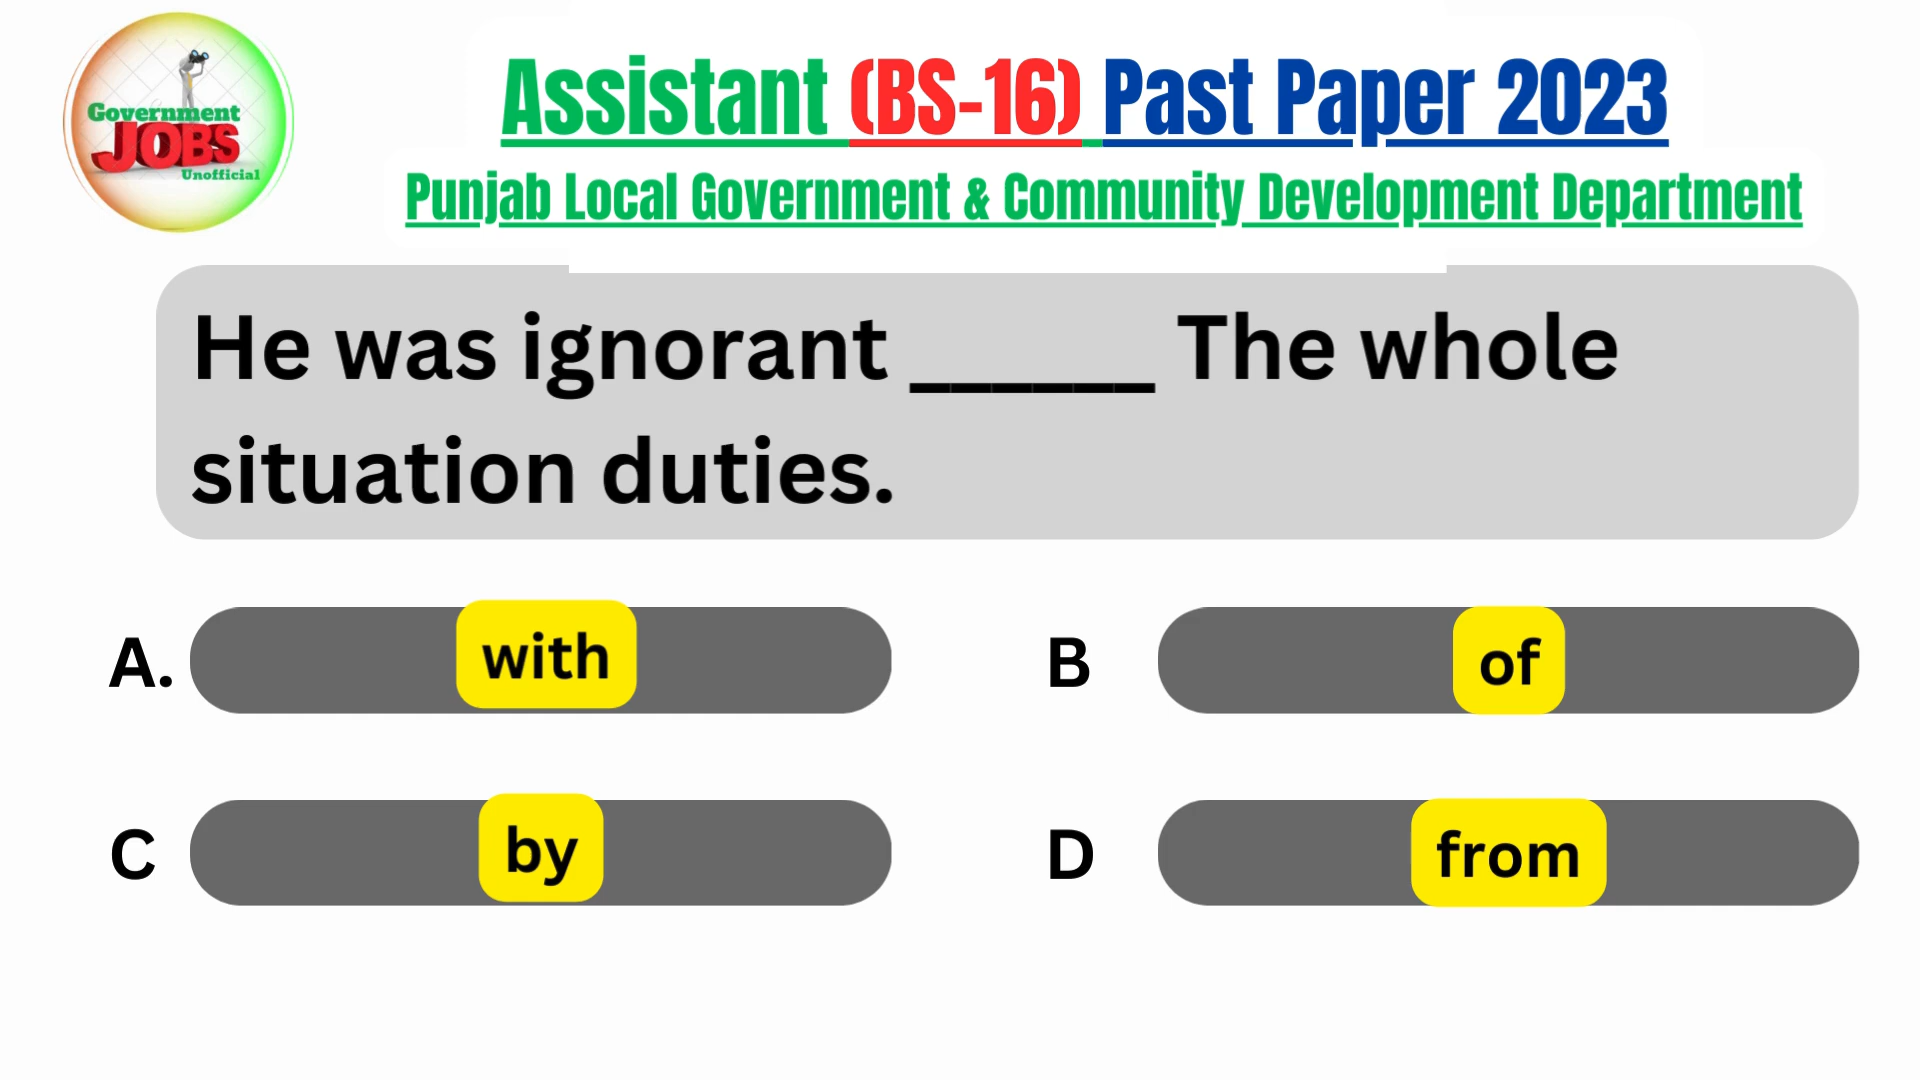 Government
JOBS
Unofficial
Assistant (BS-16) Past Paper 2023
Punjab Local Government & Community Development Department
He was ignorant ______ The whole
situation duties.
A. with
B of
C by
D from